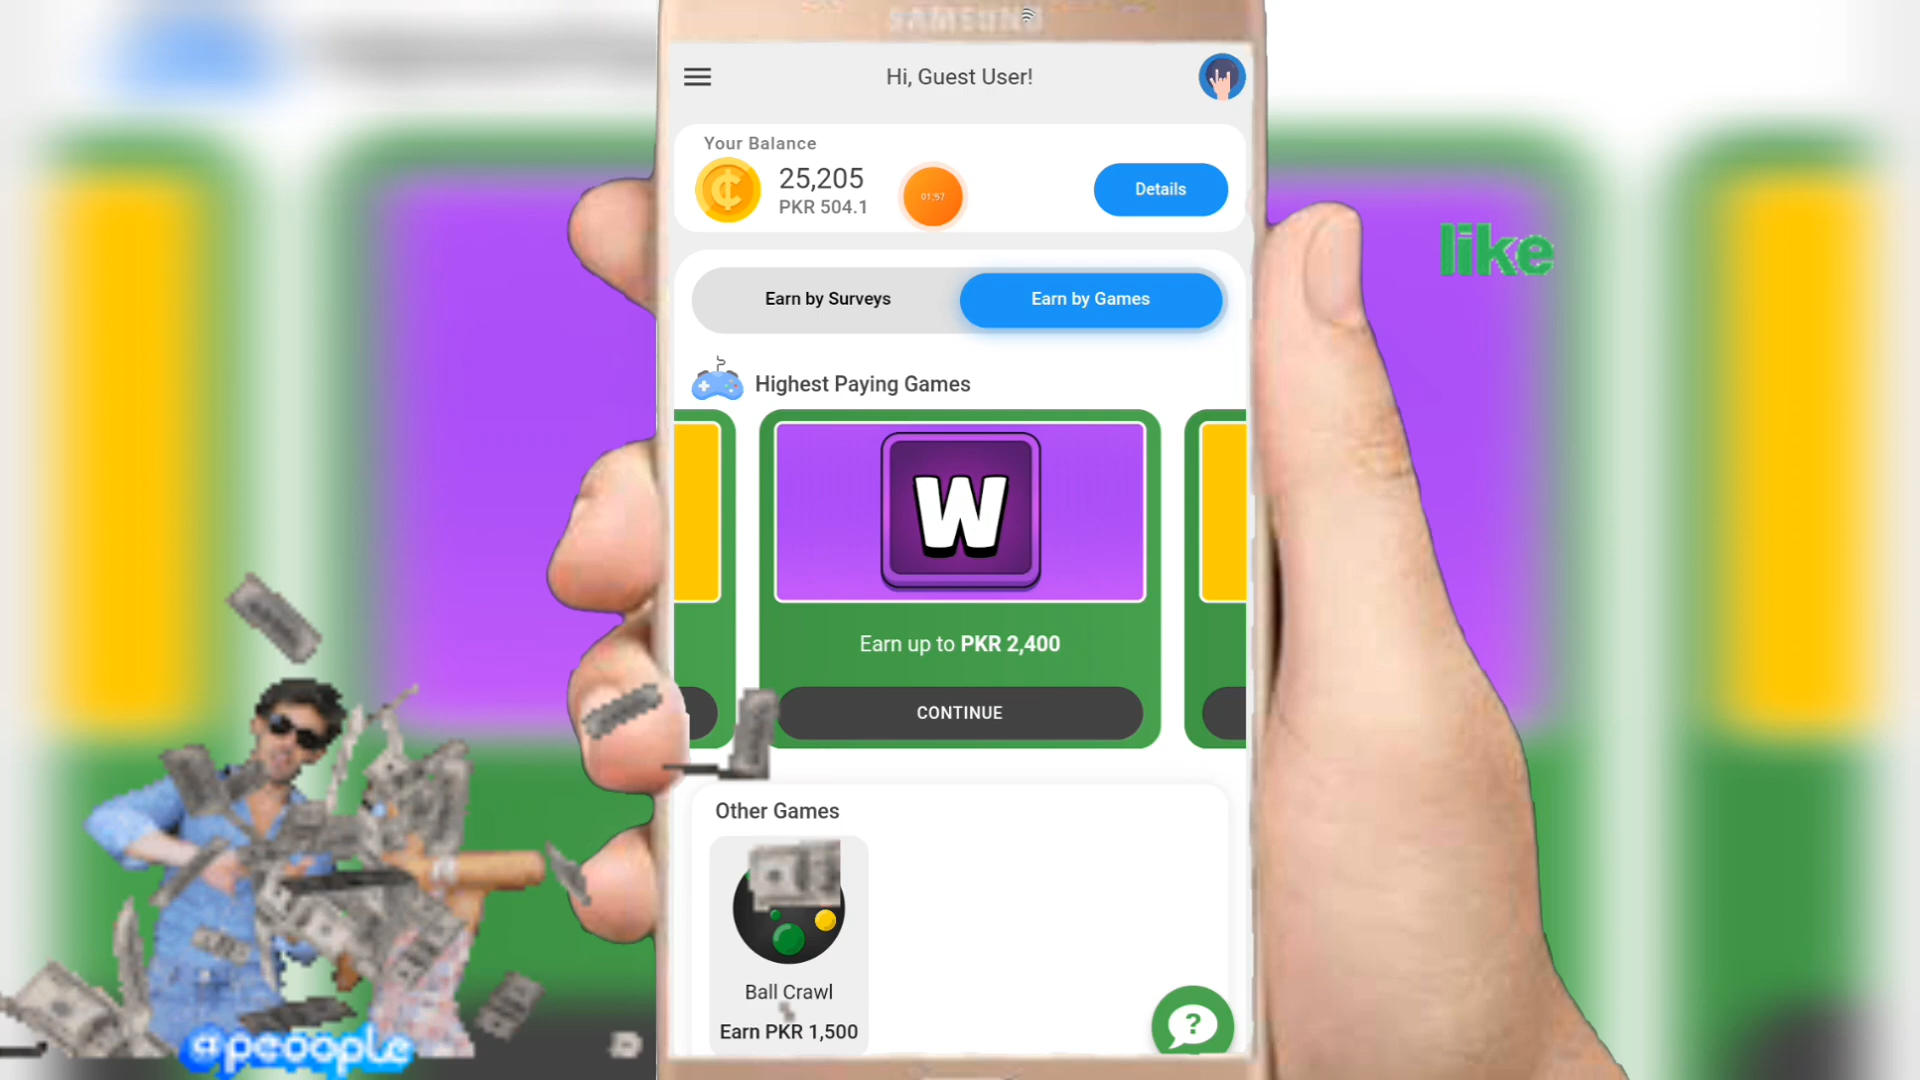 SAMSUNG
Hi, Guest User!
Your Balance
25,205
PKR 504.1
01:57
Details
Earn by Surveys
Earn by Games
like
Highest Paying Games
W
Earn up to PKR 2,400
CONTINUE
Other Games
Ball Crawl
Earn PKR 1,500
?
@peoople